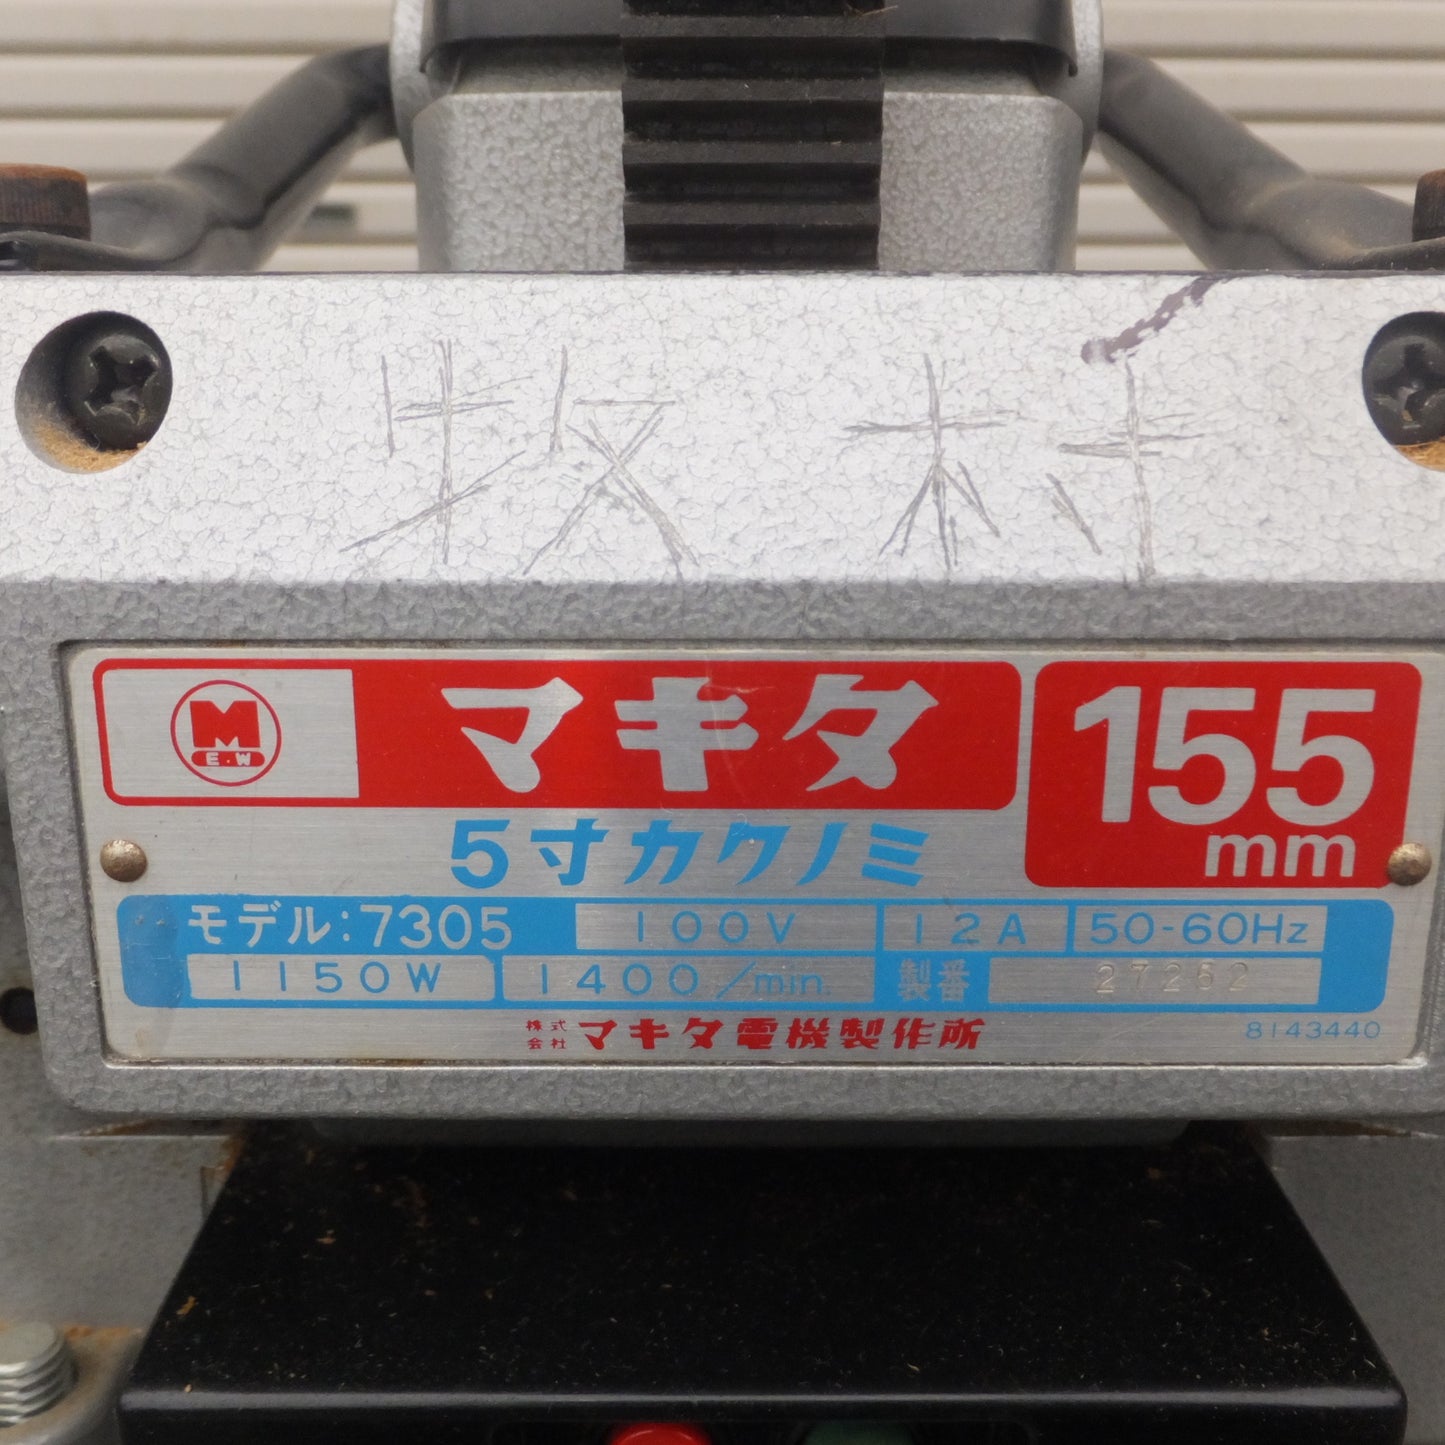 牧村
M
E.W
マキタ
155
mm
5寸カクノミ
モデル:7305 100V 12A 50-60Hz
1150W 1400/min. 製番 27262
株式会社 マキタ電機製作所
8143440